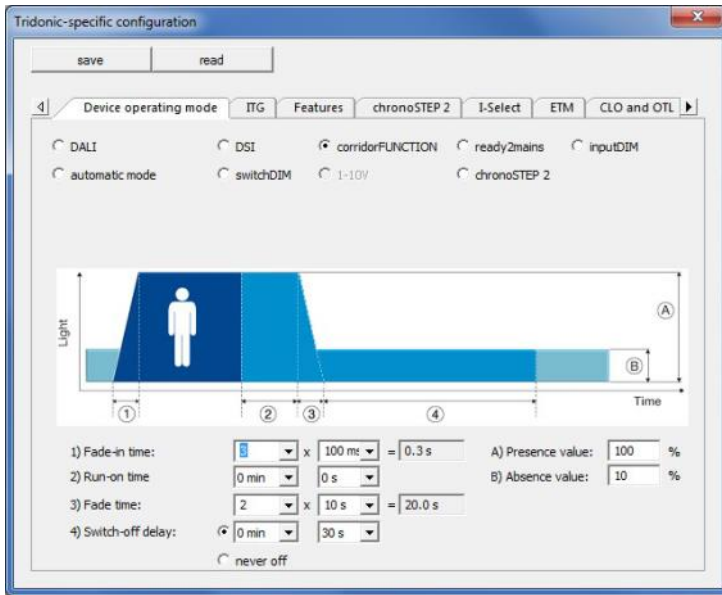 Tridonic-specific configuration
save read
Device operating mode ITG Features chronoSTEP 2 I-Select ETM CLO and OTL
DALI DSI corridorFUNCTION ready2mains inputDIM
automatic mode switchDIM 1-10V chronoSTEP 2
Light
A
B
Time
1 2 3 4
1) Fade-in time: 3 x 100 ms = 0.3 s A) Presence value: 100 %
2) Run-on time 0 min 0 s B) Absence value: 10 %
3) Fade time: 2 x 10 s = 20.0 s
4) Switch-off delay: 0 min 30 s
never off